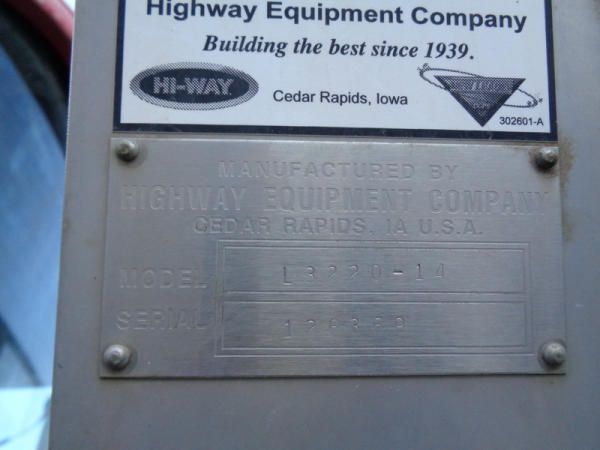 Highway Equipment Company
Building the best since 1939.
HI-WAY
Cedar Rapids, Iowa
302601-A
MANUFACTURED BY
HIGHWAY EQUIPMENT COMPANY
CEDAR RAPIDS, IA U.S.A.
MODEL L3220-14
SERIAL 126369